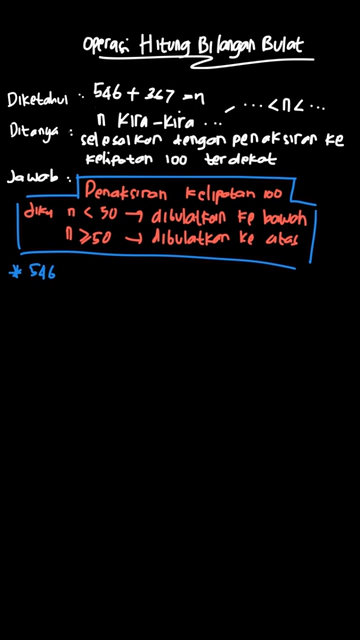 Operasi Hitung Bilangan Bulat
Diketahui : 546 + 367 = n
Ditanya : n kira-kira ... , ... < n < ...
selesaikan dengan penaksiran ke
kelipatan 100 terdekat
Jawab :
Penaksiran kelipatan 100
jika n < 50 → dibulatkan ke bawah
n ≥ 50 → dibulatkan ke atas
* 546